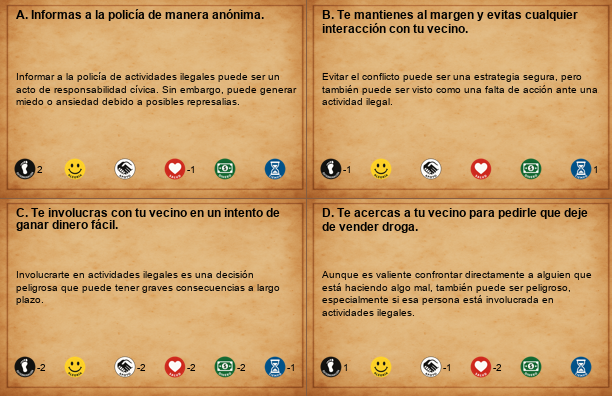 A. Informas a la policía de manera anónima.
Informar a la policía de actividades ilegales puede ser un
acto de responsabilidad cívica. Sin embargo, puede generar
miedo o ansiedad debido a posibles represalias.
2
-1
B. Te mantienes al margen y evitas cualquier
interacción con tu vecino.
Evitar el conflicto puede ser una estrategia segura, pero
también puede ser visto como una falta de acción ante una
actividad ilegal.
-1
1
C. Te involucras con tu vecino en un intento de
ganar dinero fácil.
Involucrarte en actividades ilegales es una decisión
peligrosa que puede tener graves consecuencias a largo
plazo.
-2
-2
-2
-2
-1
D. Te acercas a tu vecino para pedirle que deje
de vender droga.
Aunque es valiente confrontar directamente a alguien que
está haciendo algo mal, también puede ser peligroso,
especialmente si esa persona está involucrada en
actividades ilegales.
1
-1
-2